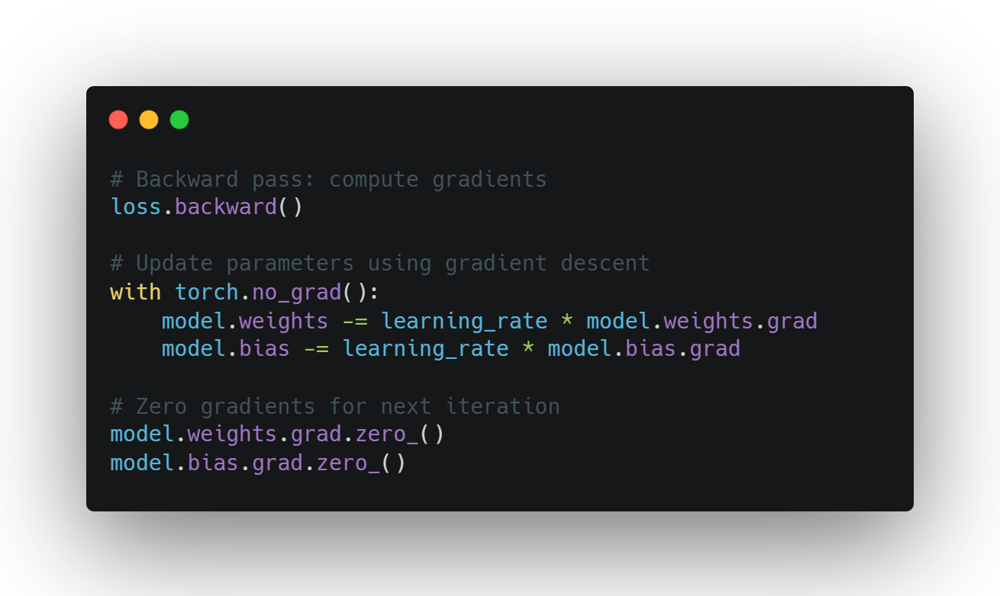 # Backward pass: compute gradients
loss.backward()

# Update parameters using gradient descent
with torch.no_grad():
    model.weights -= learning_rate * model.weights.grad
    model.bias -= learning_rate * model.bias.grad

# Zero gradients for next iteration
model.weights.grad.zero_()
model.bias.grad.zero_()